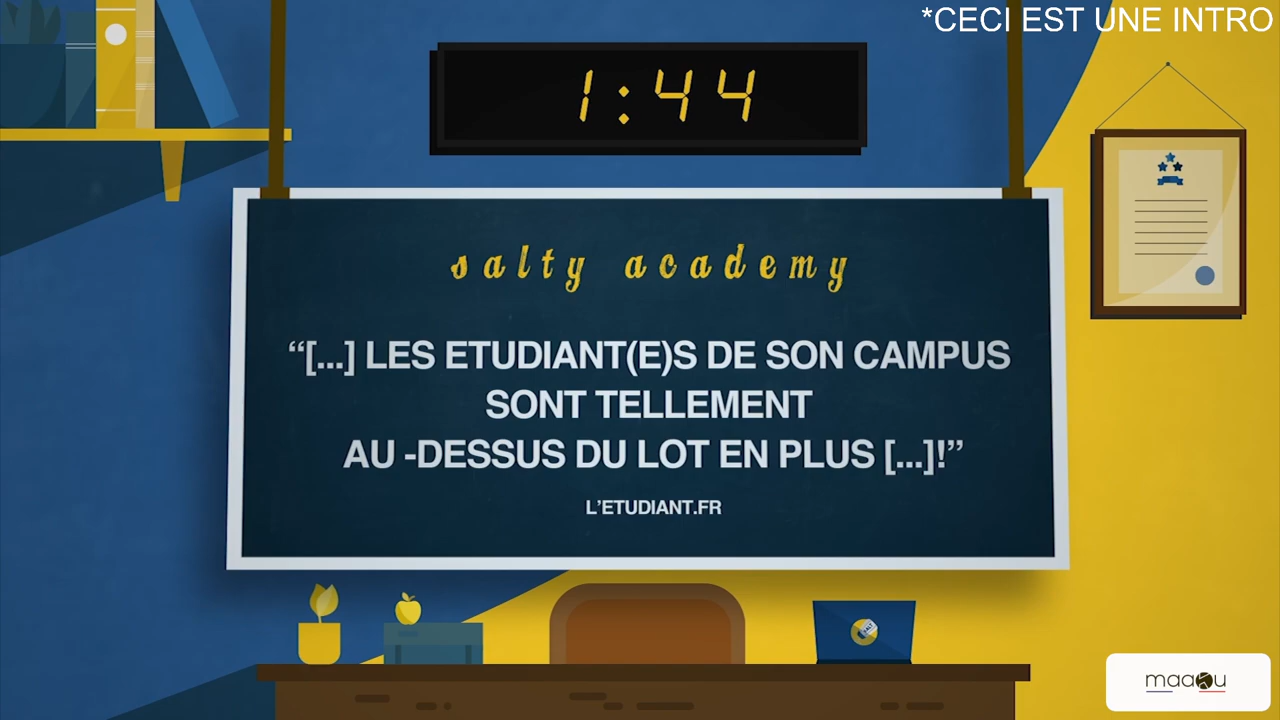 *CECI EST UNE INTRO
1:44
salty academy
“[...] LES ETUDIANT(E)S DE SON CAMPUS
SONT TELLEMENT
AU -DESSUS DU LOT EN PLUS [...]!”
L’ETUDIANT.FR
maaku